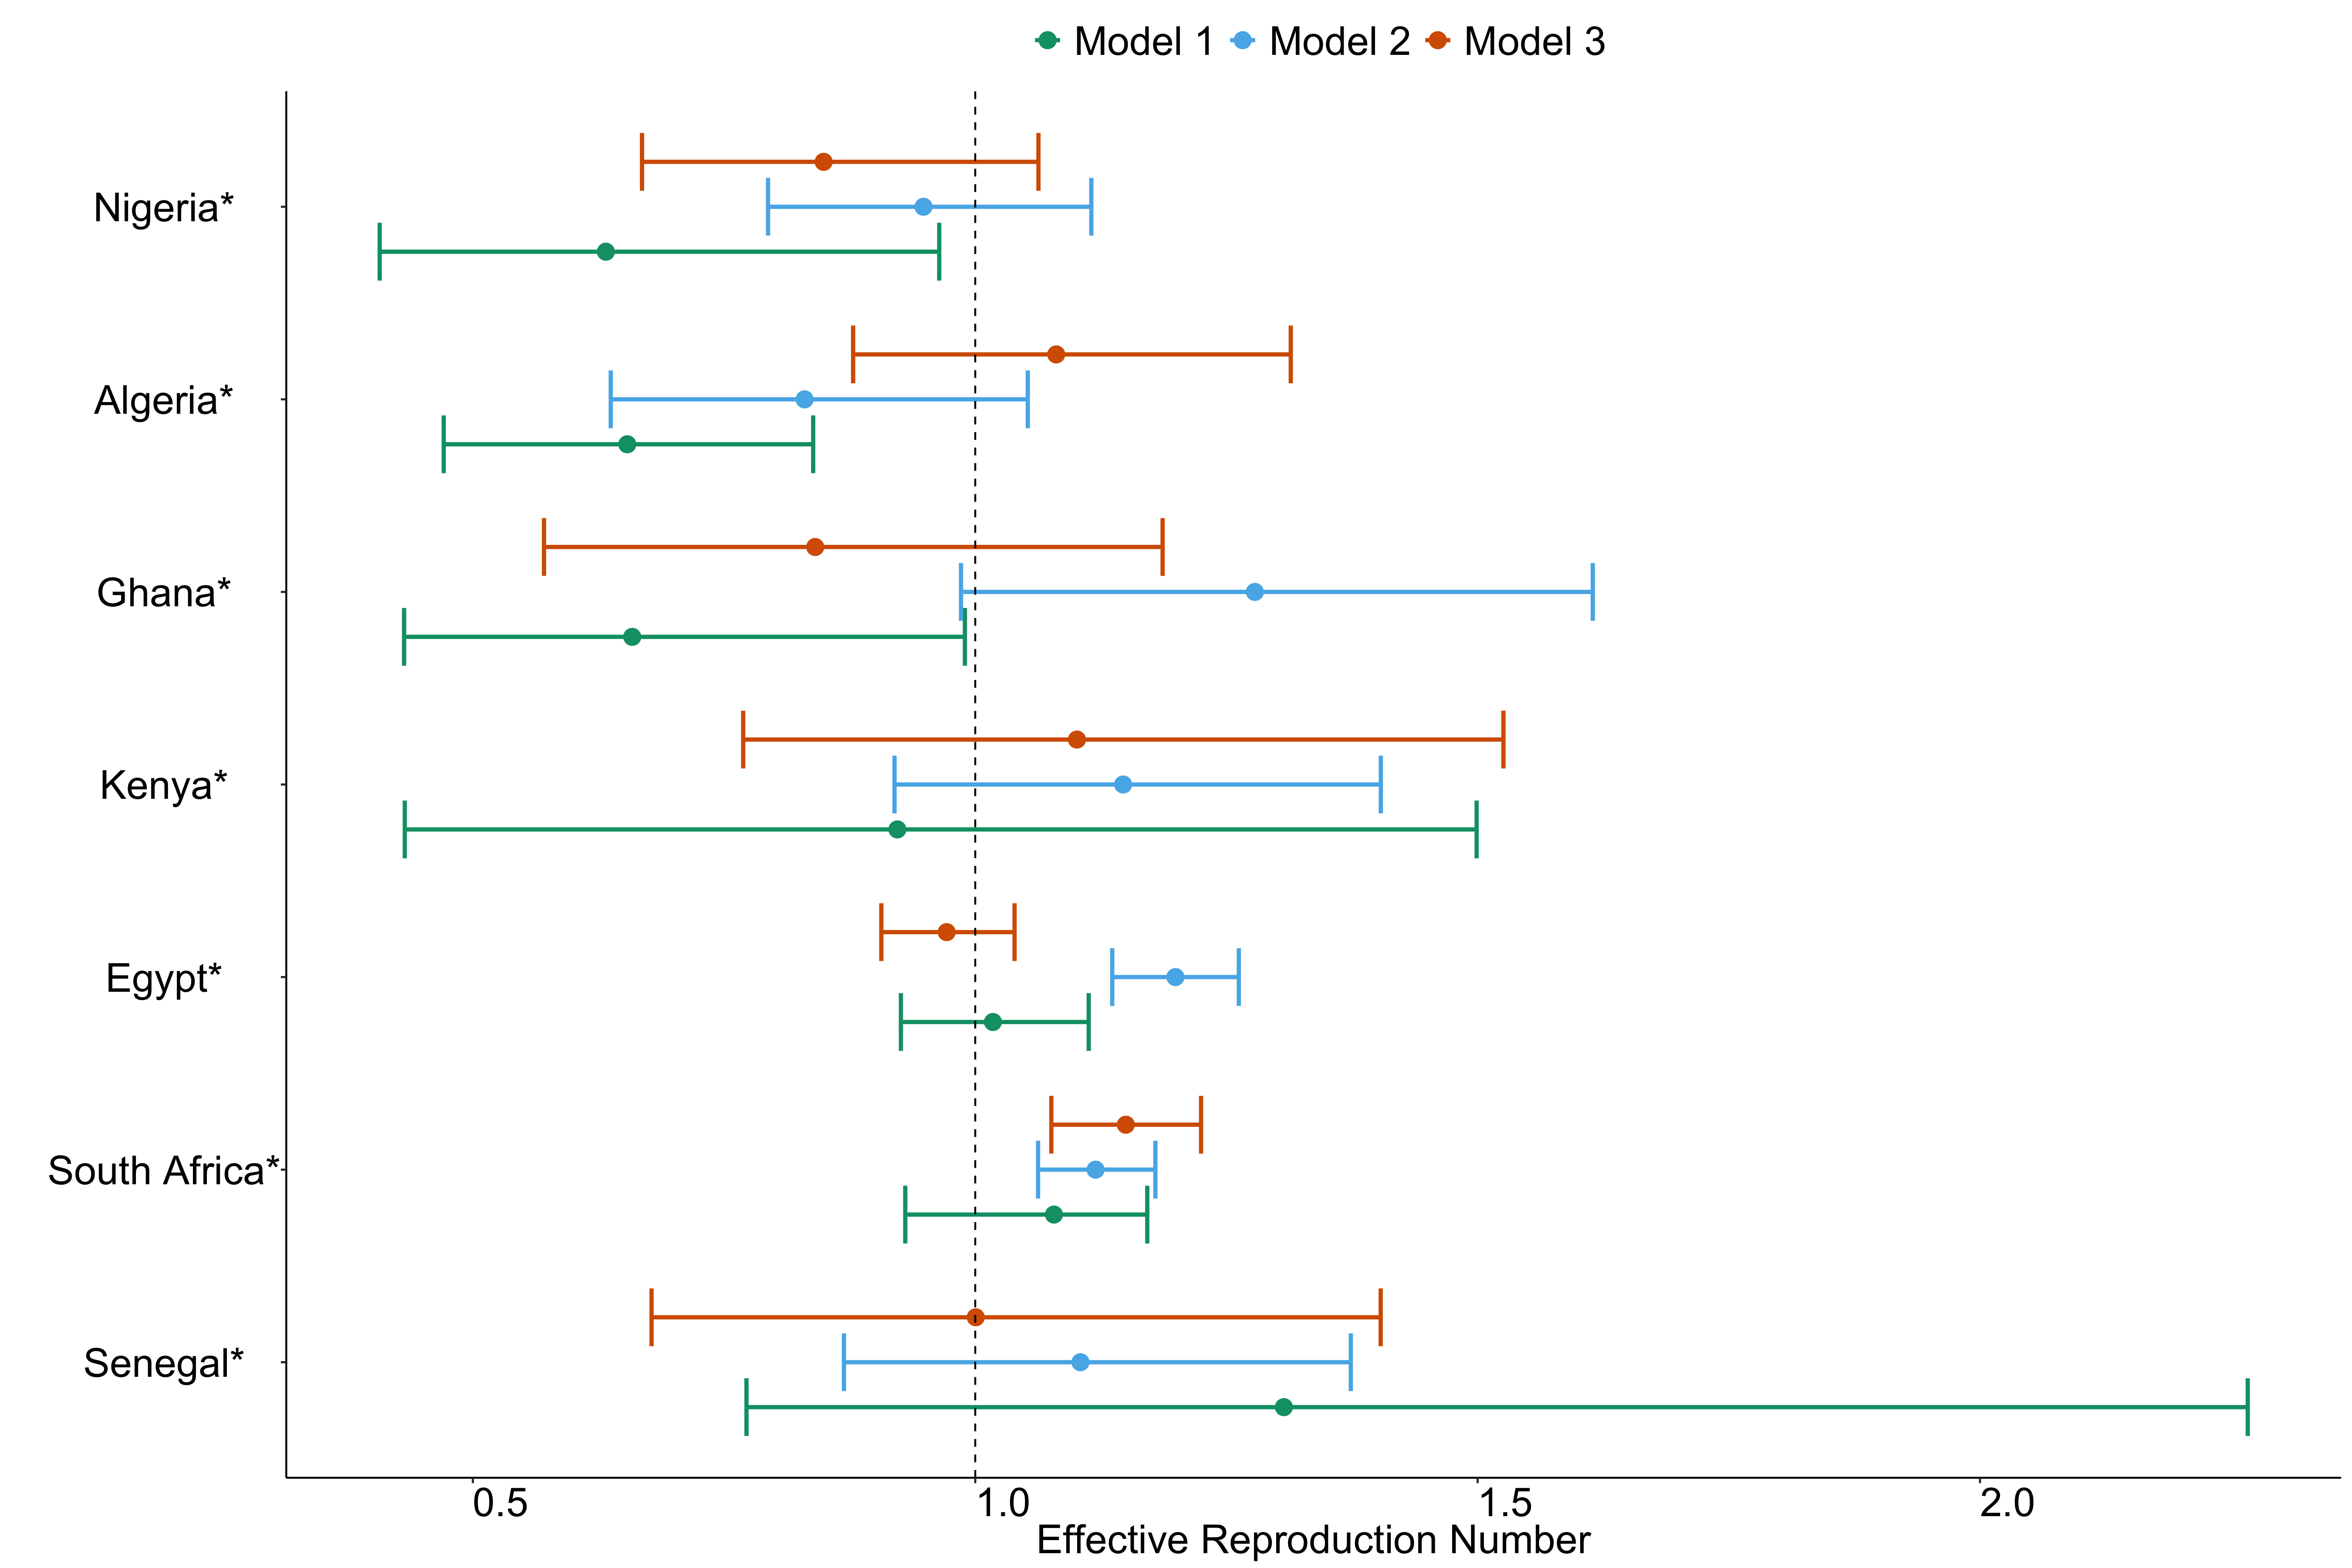 Model 1 Model 2 Model 3
Nigeria*
Algeria*
Ghana*
Kenya*
Egypt*
South Africa*
Senegal*
0.5 1.0 1.5 2.0
Effective Reproduction Number